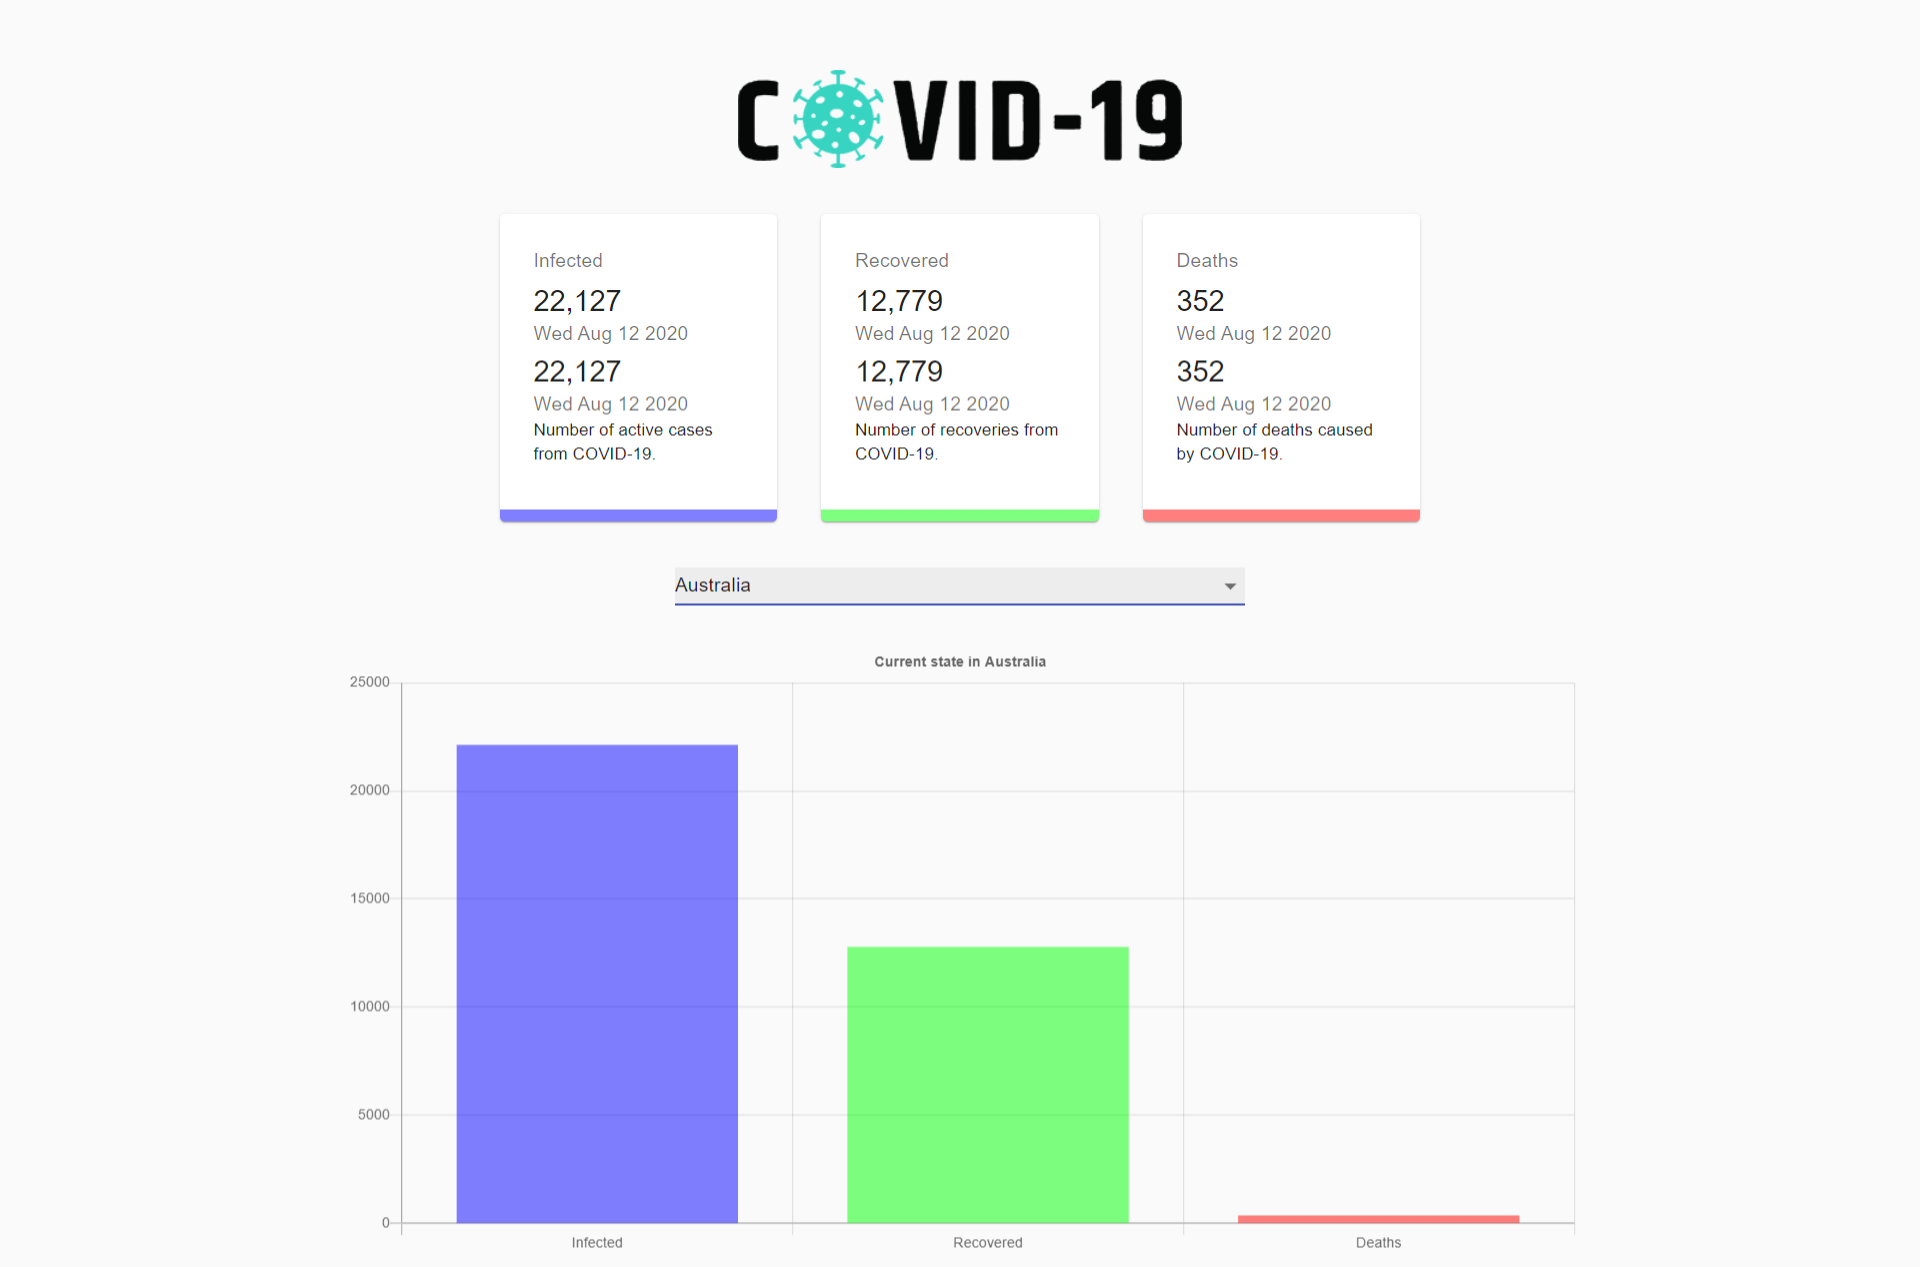 COVID-19
Infected
22,127
Wed Aug 12 2020
22,127
Wed Aug 12 2020
Number of active cases
from COVID-19.
Recovered
12,779
Wed Aug 12 2020
12,779
Wed Aug 12 2020
Number of recoveries from
COVID-19.
Deaths
352
Wed Aug 12 2020
352
Wed Aug 12 2020
Number of deaths caused
by COVID-19.
Australia
Current state in Australia
25000
20000
15000
10000
5000
0
Infected
Recovered
Deaths